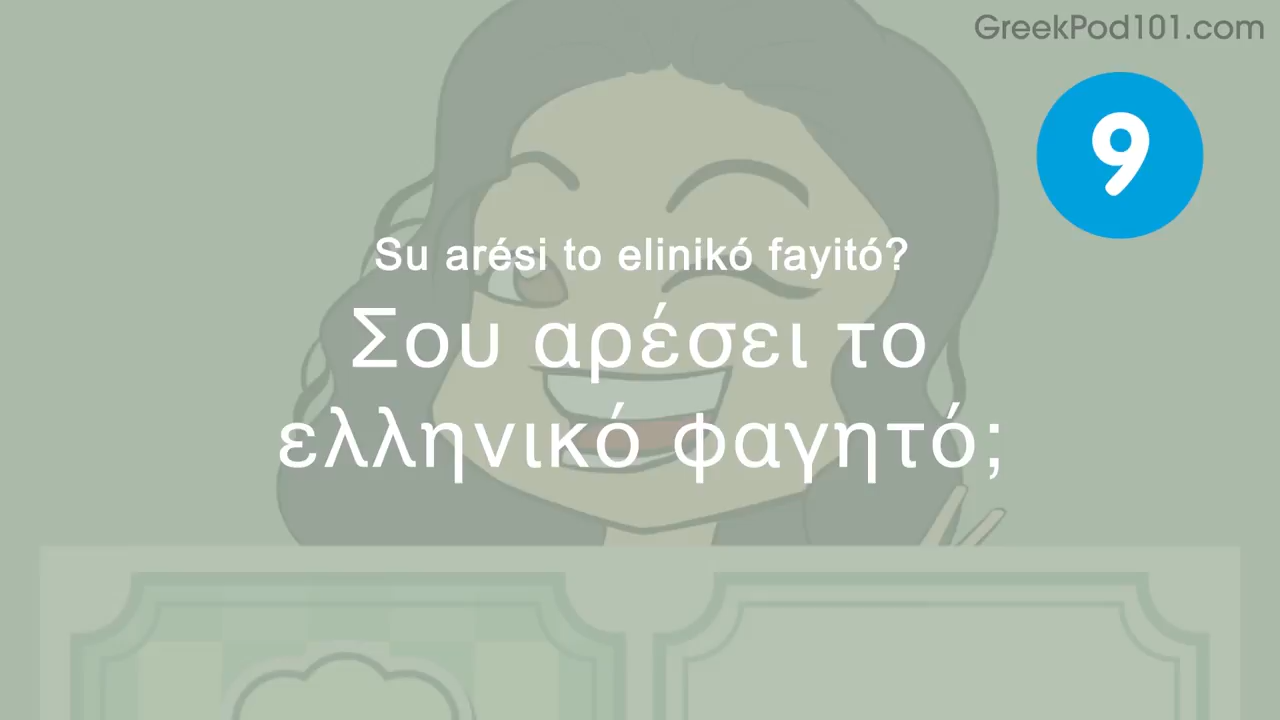 GreekPod101.com
9
Su arési to elinikó fayitó?
Σου αρέσει το
ελληνικό φαγητό;